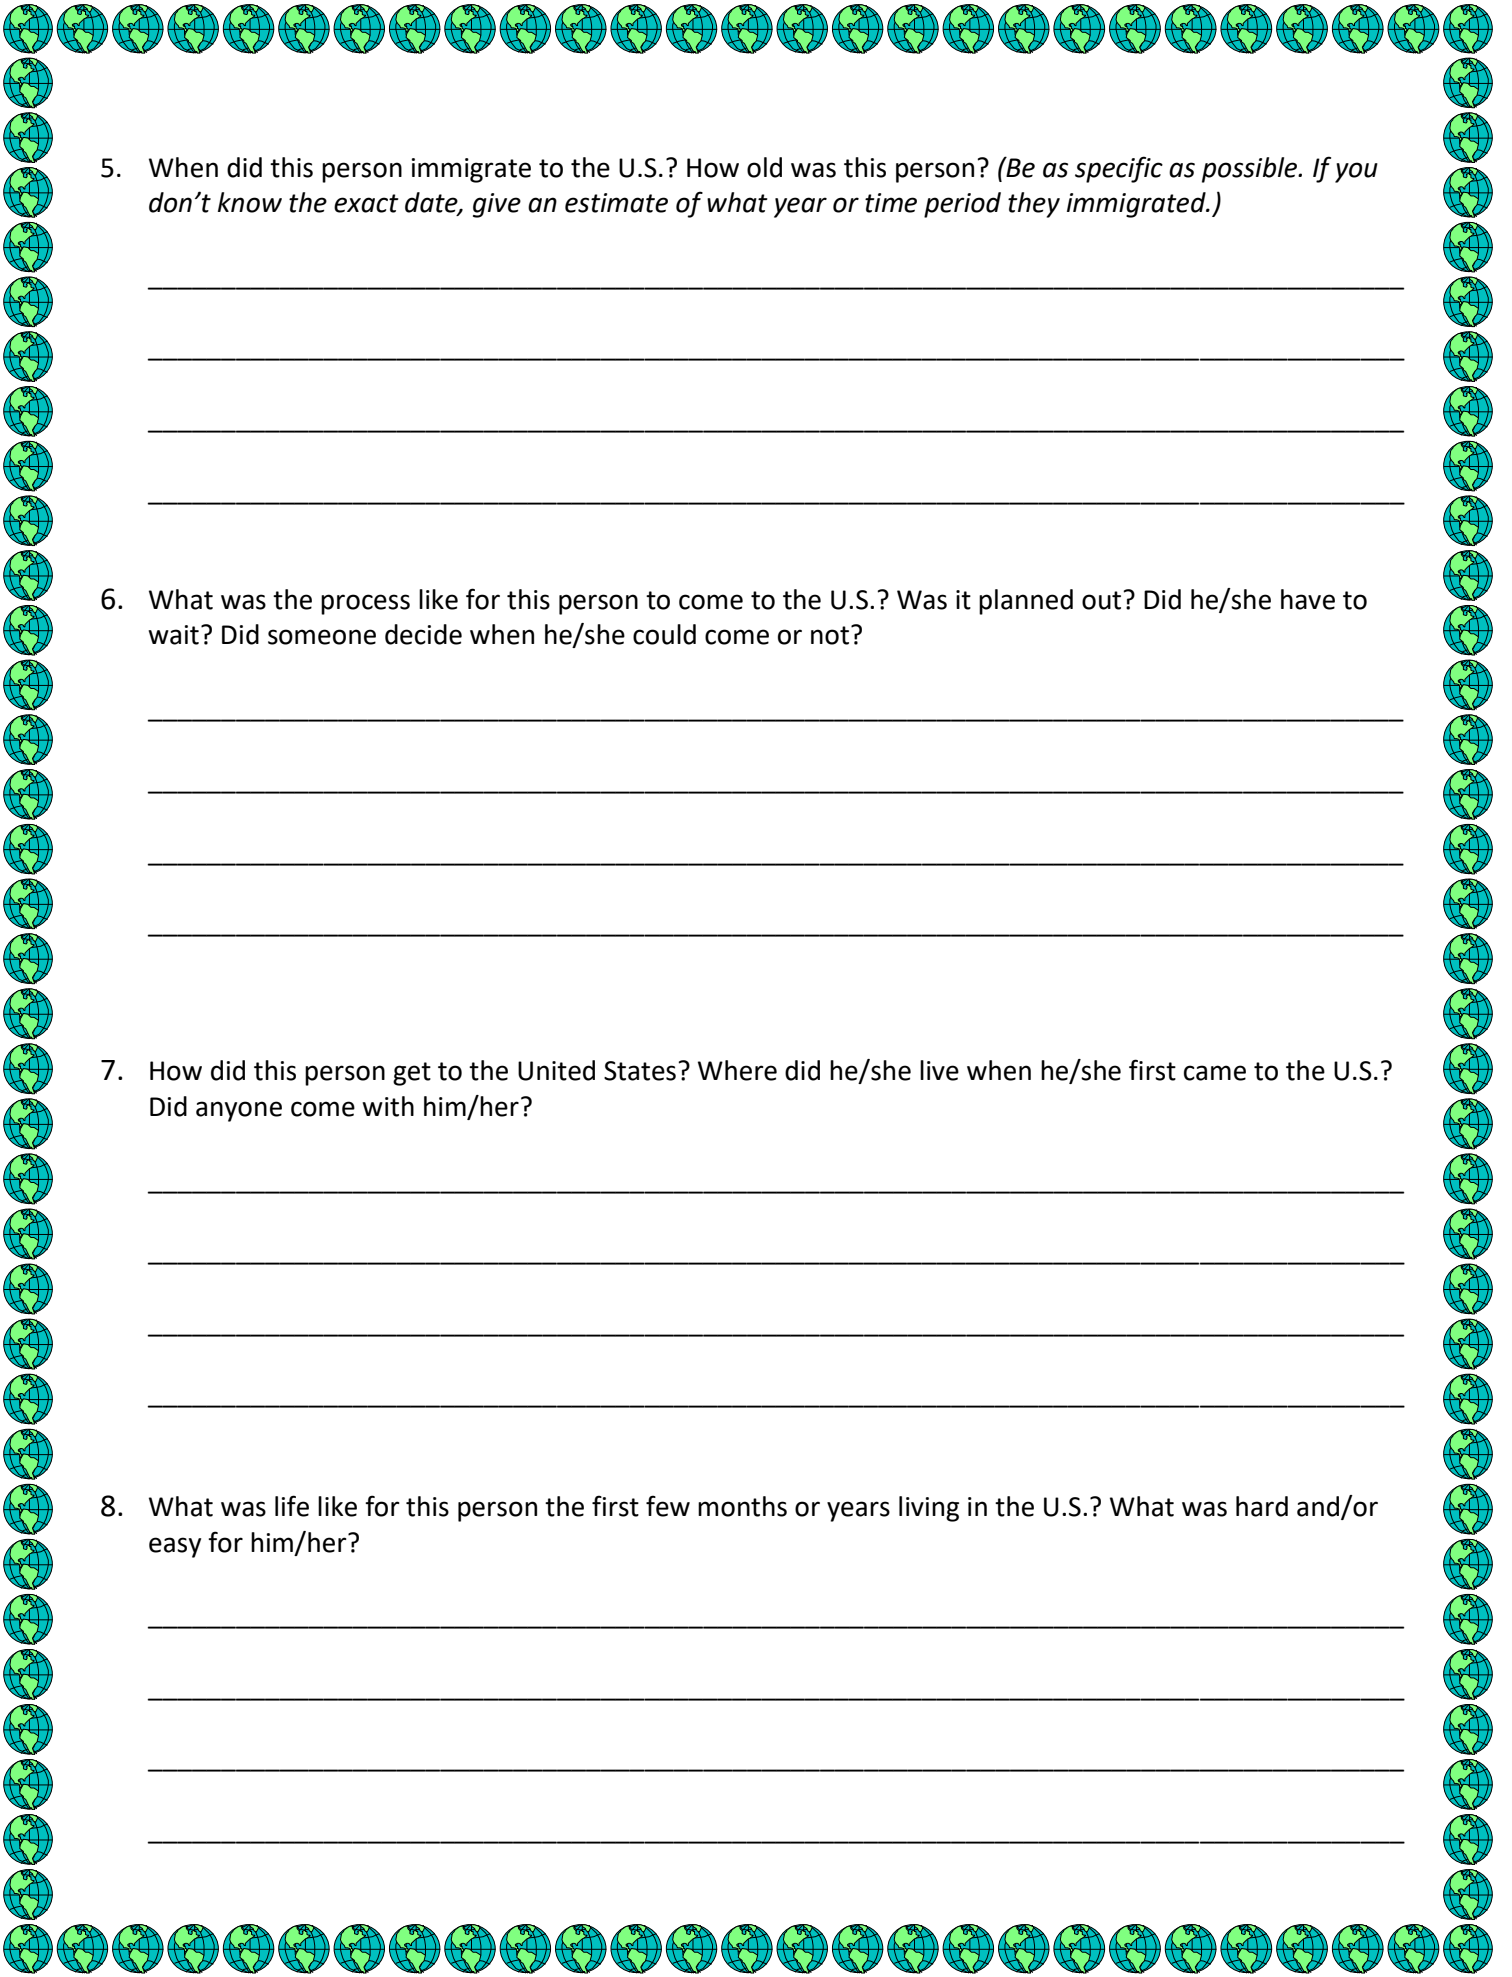 5. When did this person immigrate to the U.S.? How old was this person? (Be as specific as possible. If you
don’t know the exact date, give an estimate of what year or time period they immigrated.)
6. What was the process like for this person to come to the U.S.? Was it planned out? Did he/she have to
wait? Did someone decide when he/she could come or not?
7. How did this person get to the United States? Where did he/she live when he/she first came to the U.S.?
Did anyone come with him/her?
8. What was life like for this person the first few months or years living in the U.S.? What was hard and/or
easy for him/her?